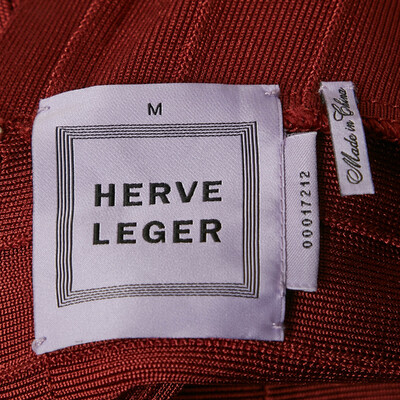 M
HERVE
LEGER
00017212
Made in China